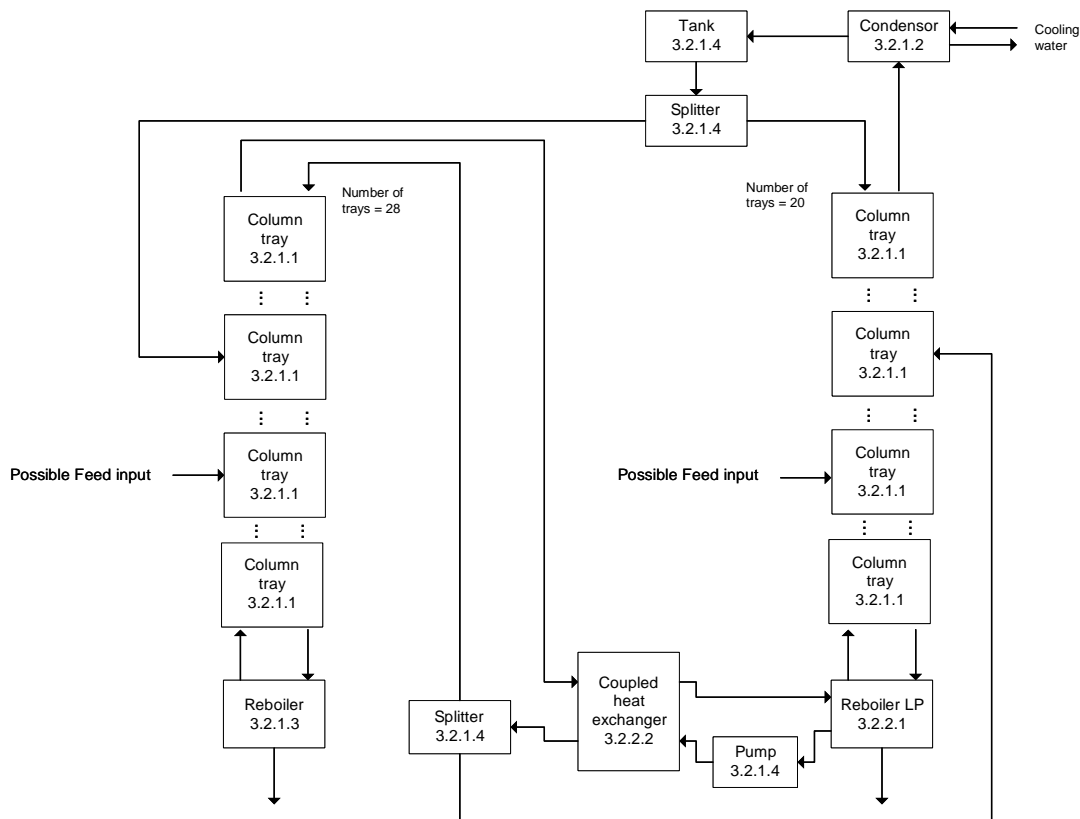 Tank
3.2.1.4
Condensor
3.2.1.2
Cooling
water
Splitter
3.2.1.4
Number of
trays = 28
Number of
trays = 20
Column
tray
3.2.1.1
Column
tray
3.2.1.1
Column
tray
3.2.1.1
Column
tray
3.2.1.1
Possible Feed input
Column
tray
3.2.1.1
Possible Feed input
Column
tray
3.2.1.1
Column
tray
3.2.1.1
Column
tray
3.2.1.1
Reboiler
3.2.1.3
Splitter
3.2.1.4
Coupled
heat
exchanger
3.2.2.2
Pump
3.2.1.4
Reboiler LP
3.2.2.1